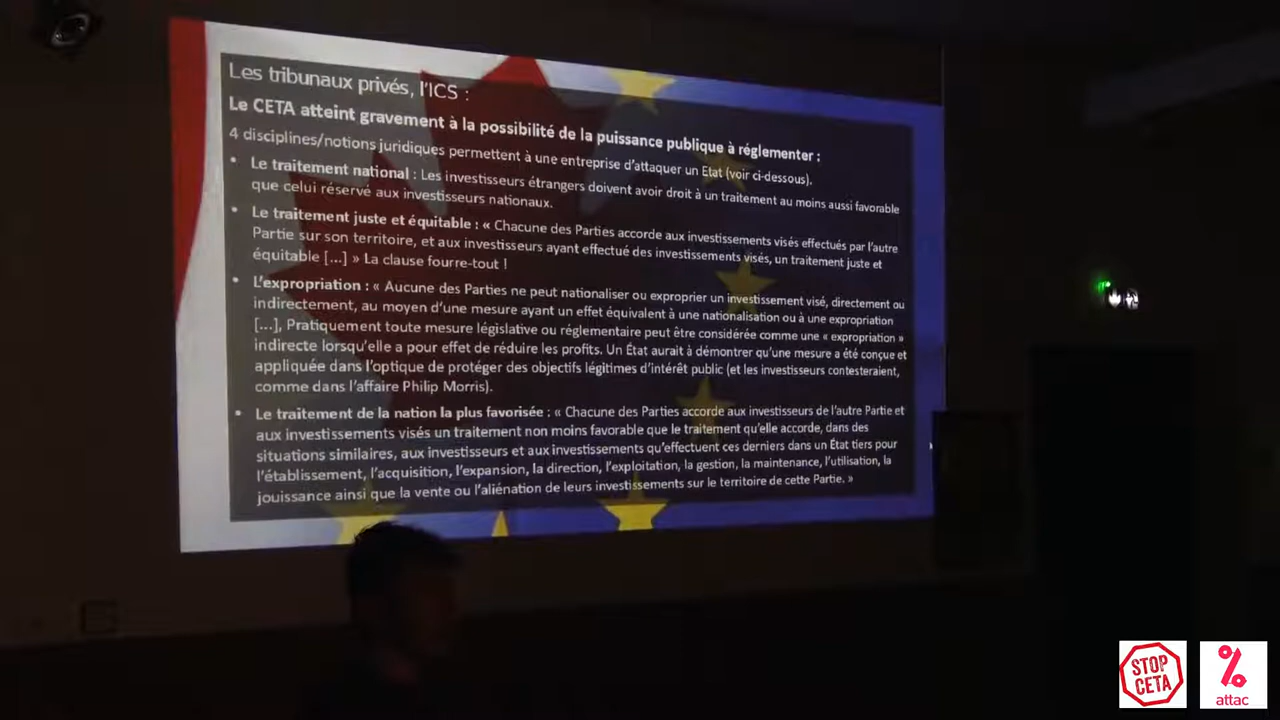 Les tribunaux privés, l'ICS :
Le CETA atteint gravement à la possibilité de la puissance publique à réglementer :
4 disciplines/notions juridiques permettent à une entreprise d'attaquer un Etat (voir ci-dessous).
• Le traitement national : Les investisseurs étrangers doivent avoir droit à un traitement au moins aussi favorable
que celui réservé aux investisseurs nationaux.
• Le traitement juste et équitable : « Chacune des Parties accorde aux investissements visés effectués par l'autre
Partie sur son territoire, et aux investisseurs ayant effectué des investissements visés, un traitement juste et
équitable [...] » La clause fourre-tout !
• L'expropriation : « Aucune des Parties ne peut nationaliser ou exproprier un investissement visé, directement ou
indirectement, au moyen d'une mesure ayant un effet équivalent à une nationalisation ou à une expropriation
[...], Pratiquement toute mesure législative ou réglementaire peut être considérée comme une « expropriation »
indirecte lorsqu'elle a pour effet de réduire les profits. Un État aurait à démontrer qu'une mesure a été conçue et
appliquée dans l'optique de protéger des objectifs légitimes d'intérêt public (et les investisseurs contesteraient,
comme dans l'affaire Philip Morris).
• Le traitement de la nation la plus favorisée : « Chacune des Parties accorde aux investisseurs de l'autre Partie et
aux investissements visés un traitement non moins favorable que le traitement qu'elle accorde, dans des
situations similaires, aux investisseurs et aux investissements qu'effectuent ces derniers dans un État tiers pour
l'établissement, l'acquisition, l'expansion, la direction, l'exploitation, la gestion, la maintenance, l'utilisation, la
jouissance ainsi que la vente ou l'aliénation de leurs investissements sur le territoire de cette Partie. »
STOP
CETA
%
attac